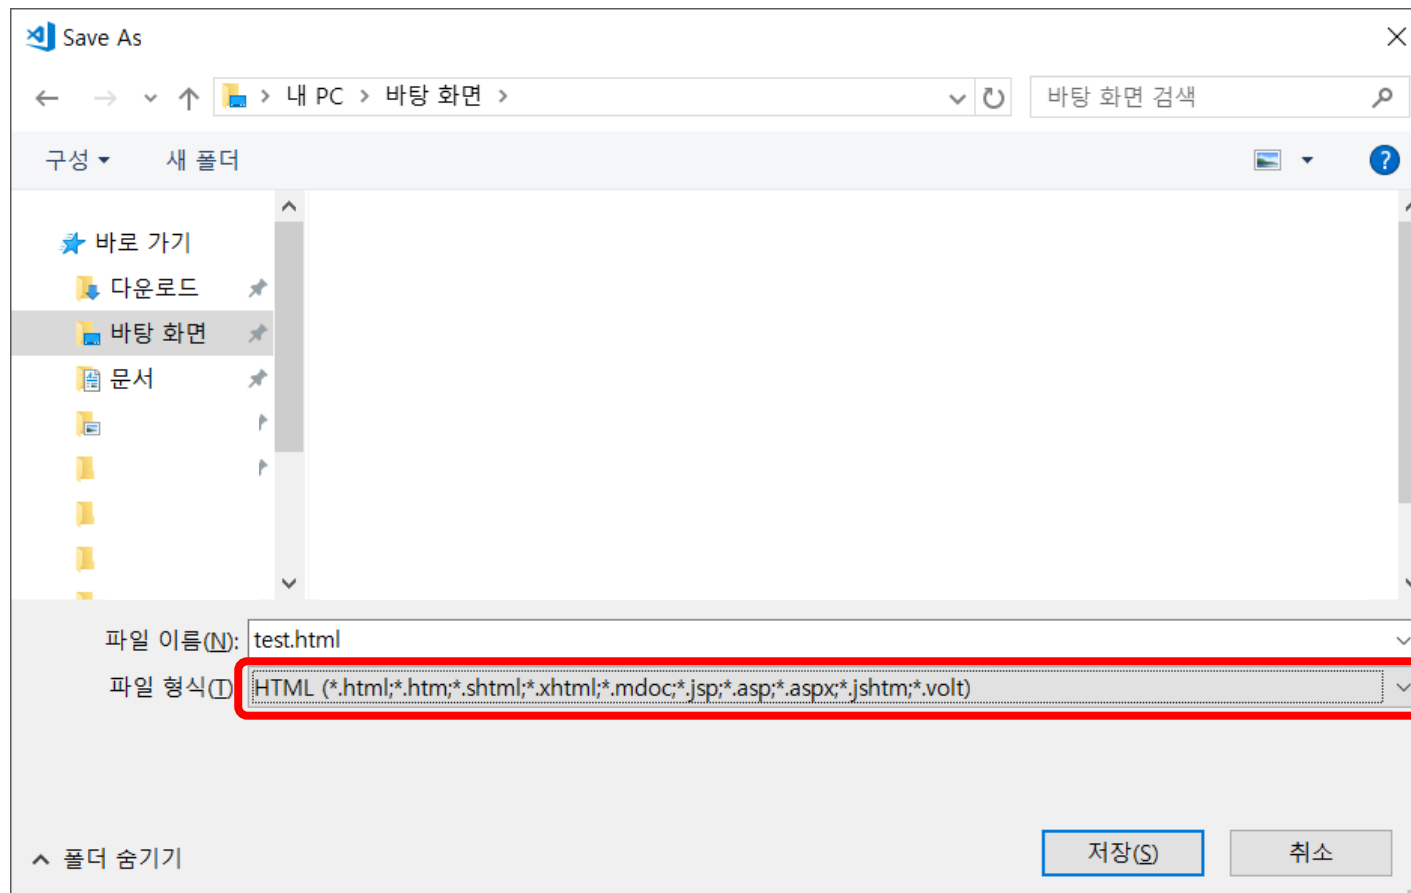 Save As
내 PC > 바탕 화면 >
바탕 화면 검색
구성
새 폴더
바로 가기
다운로드
바탕 화면
문서
파일 이름(N): test.html
파일 형식(T) HTML (*.html;*.htm;*.shtml;*.xhtml;*.mdoc;*.jsp;*.asp;*.aspx;*.jshtm;*.volt)
폴더 숨기기
저장(S)
취소